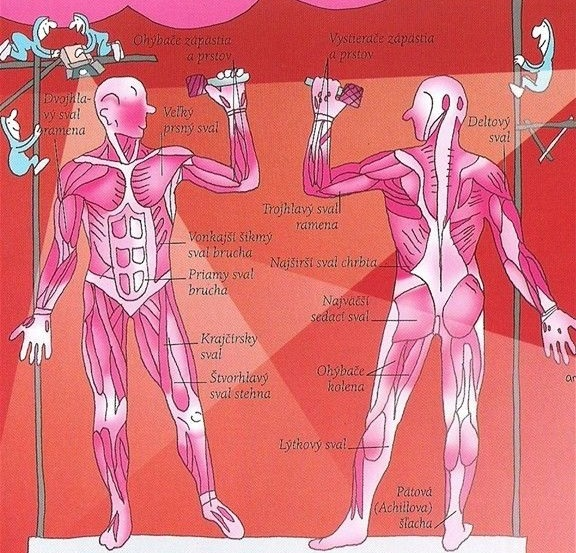 Ohýbače zápästia
a prstov
Vystierače zápästia
a prstov
Dvojhla-
vý sval
ramena
Veľký
prsný sval
Deltový
sval
Trojhlavý sval
ramena
Vonkajší šikmý
sval brucha
Priamy sval
brucha
Najširší sval chrbta
Najväčší
sedací sval
Krajčírsky
sval
Štvorhlavý
sval stehna
Ohýbače
kolena
Lýtkový sval
Pätová
(Achillova)
šľacha